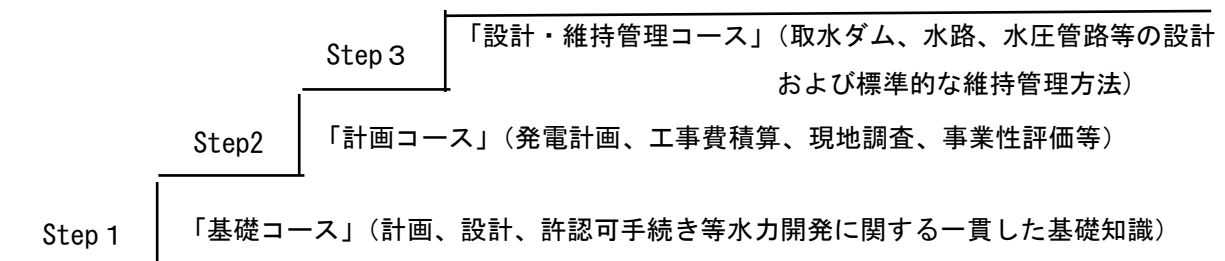 Step３ 「設計・維持管理コース」（取水ダム、水路、水圧管路等の設計
および標準的な維持管理方法）
Step2 「計画コース」（発電計画、工事費積算、現地調査、事業性評価等）
Step１ 「基礎コース」（計画、設計、許認可手続き等水力開発に関する一貫した基礎知識）